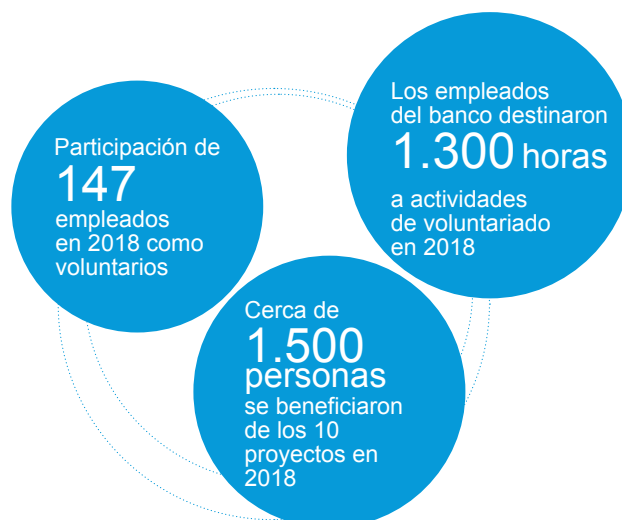 Participación de
147
empleados
en 2018 como
voluntarios
Los empleados
del banco destinaron
1.300 horas
a actividades
de voluntariado
en 2018
Cerca de
1.500
personas
se beneficiaron
de los 10
proyectos en
2018